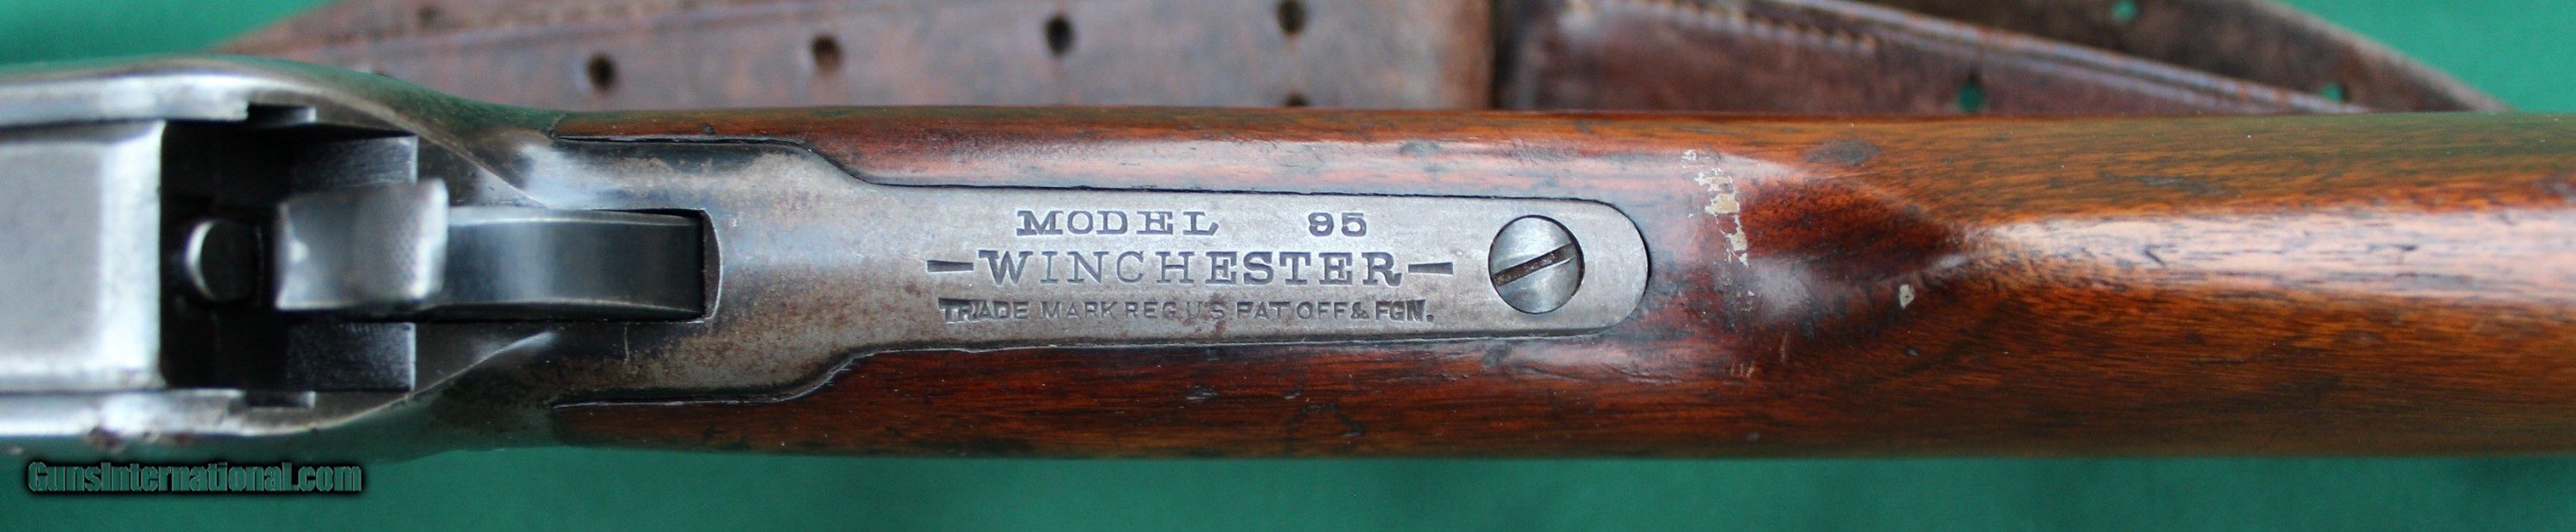 MODEL 95
-WINCHESTER-
TRADE MARK REG. U.S PAT OFF & FGN.
GunsInternational.com